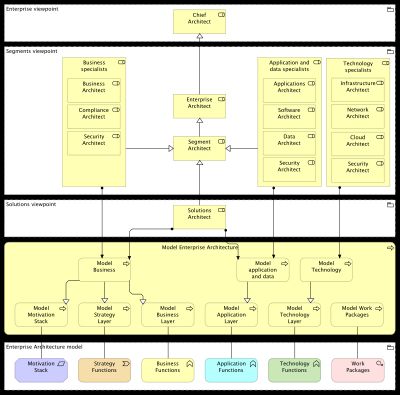 Enterprise viewpoint
Chief
Architect
Segments viewpoint
Business
specialists
Business
Architect
Compliance
Architect
Security
Architect
Enterprise
Architect
Segment
Architect
Application and
data specialists
Applications
Architect
Software
Architect
Data
Architect
Security
Architect
Technology
specialists
Infrastructure
Architect
Network
Architect
Cloud
Architect
Security
Architect
Solutions viewpoint
Solutions
Architect
Model Enterprise Architecture
Model
Business
Model
application
and data
Model
Technology
Model
Motivation
Stack
Model
Strategy
Layer
Model
Business
Layer
Model
Application
Layer
Model
Technology
Layer
Model Work
Packages
Enterprise Architecture model
Motivation
Stack
Strategy
Functions
Business
Functions
Application
Functions
Technology
Functions
Work
Packages